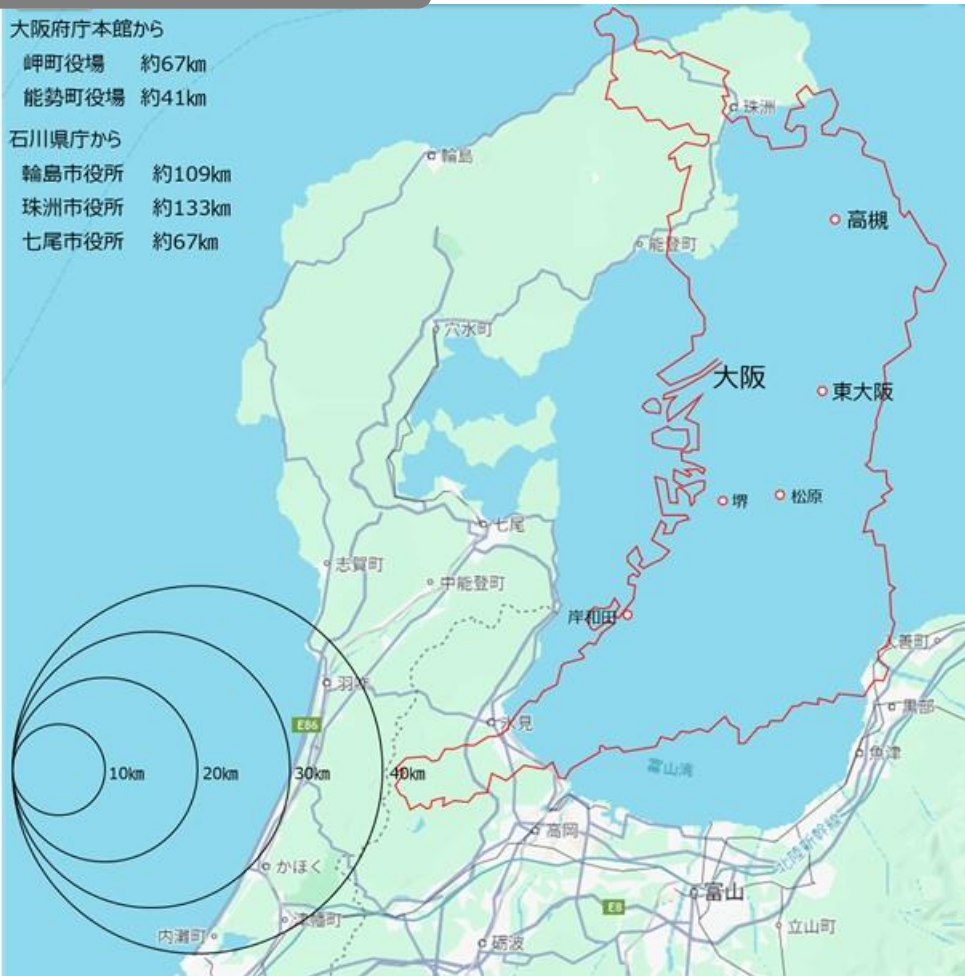 大阪府庁本館から
岬町役場 約67㎞
能勢町役場 約41㎞
石川県庁から
輪島市役所 約109㎞
珠洲市役所 約133㎞
七尾市役所 約67㎞
珠洲
輪島
高槻
能登町
穴水町
大阪
東大阪
松原
堺
七尾
志賀町
中能登町
岸和田
善町
羽咋
黒部
E86
氷見
魚津
富山湾
10㎞
20㎞
30㎞
40㎞
高岡
北陸新幹線
かほく
富山
E8
津幡町
立山町
内灘町
砺波